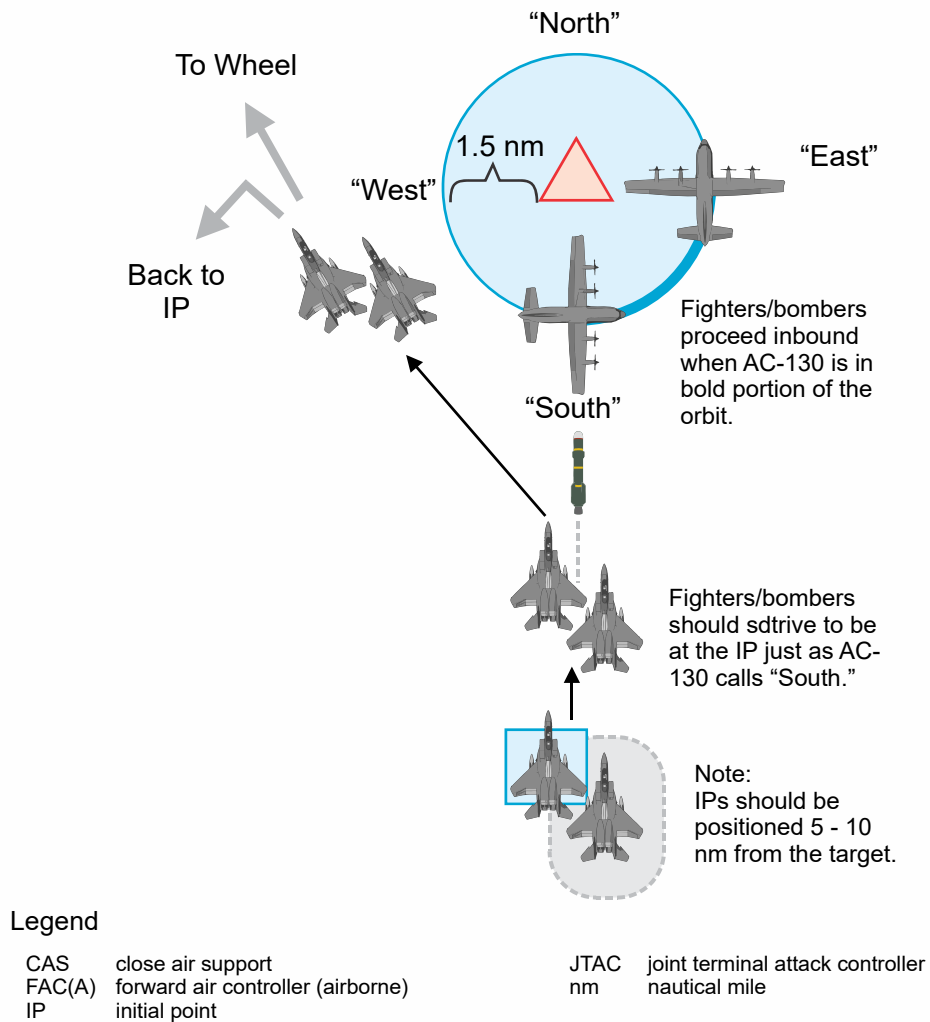 “North”
To Wheel
1.5 nm
“East”
“West”
Back to
IP
Fighters/bombers
proceed inbound
when AC-130 is in
bold portion of the
orbit.
“South”
Fighters/bombers
should sdtrive to be
at the IP just as AC-
130 calls “South.”
Note:
IPs should be
positioned 5 - 10
nm from the target.
Legend
CAS close air support
FAC(A) forward air controller (airborne)
IP initial point
JTAC joint terminal attack controller
nm nautical mile